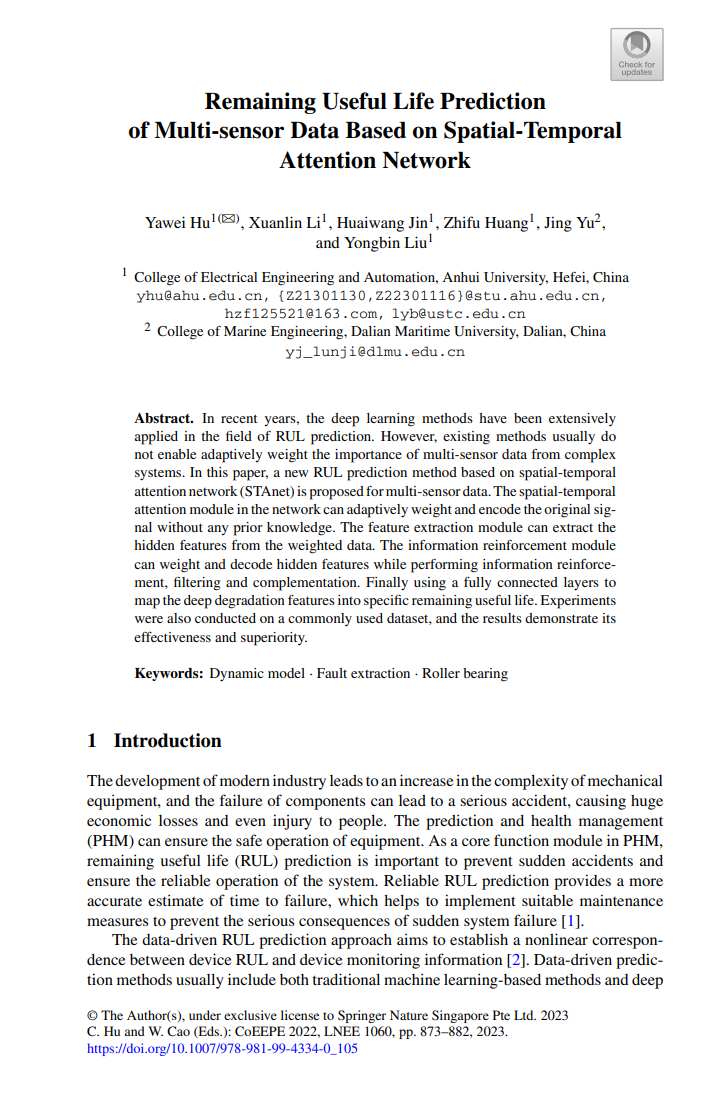 Check for
updates
Remaining Useful Life Prediction
of Multi-sensor Data Based on Spatial-Temporal
Attention Network
Yawei Hu1(✉), Xuanlin Li1, Huaiwang Jin1, Zhifu Huang1, Jing Yu2,
and Yongbin Liu1
1 College of Electrical Engineering and Automation, Anhui University, Hefei, China
yhu@ahu.edu.cn, {Z21301130,Z22301116}@stu.ahu.edu.cn,
hzf125521@163.com, lyb@ustc.edu.cn
2 College of Marine Engineering, Dalian Maritime University, Dalian, China
yj_lunji@dlmu.edu.cn
Abstract. In recent years, the deep learning methods have been extensively
applied in the field of RUL prediction. However, existing methods usually do
not enable adaptively weight the importance of multi-sensor data from complex
systems. In this paper, a new RUL prediction method based on spatial-temporal
attention network (STAnet) is proposed for multi-sensor data. The spatial-temporal
attention module in the network can adaptively weight and encode the original sig-
nal without any prior knowledge. The feature extraction module can extract the
hidden features from the weighted data. The information reinforcement module
can weight and decode hidden features while performing information reinforce-
ment, filtering and complementation. Finally using a fully connected layers to
map the deep degradation features into specific remaining useful life. Experiments
were also conducted on a commonly used dataset, and the results demonstrate its
effectiveness and superiority.
Keywords: Dynamic model · Fault extraction · Roller bearing
1 Introduction
The development of modern industry leads to an increase in the complexity of mechanical
equipment, and the failure of components can lead to a serious accident, causing huge
economic losses and even injury to people. The prediction and health management
(PHM) can ensure the safe operation of equipment. As a core function module in PHM,
remaining useful life (RUL) prediction is important to prevent sudden accidents and
ensure the reliable operation of the system. Reliable RUL prediction provides a more
accurate estimate of time to failure, which helps to implement suitable maintenance
measures to prevent the serious consequences of sudden system failure [1].
The data-driven RUL prediction approach aims to establish a nonlinear correspon-
dence between device RUL and device monitoring information [2]. Data-driven predic-
tion methods usually include both traditional machine learning-based methods and deep
© The Author(s), under exclusive license to Springer Nature Singapore Pte Ltd. 2023
C. Hu and W. Cao (Eds.): CoEEPE 2022, LNEE 1060, pp. 873–882, 2023.
https://doi.org/10.1007/978-981-99-4334-0_105